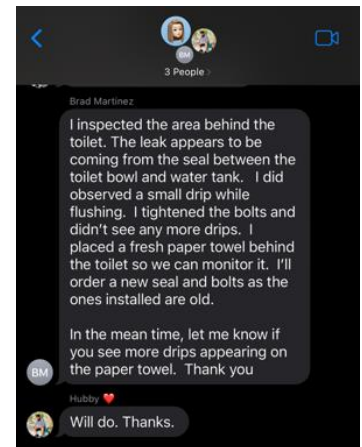 BM
3 People >
Brad Martinez
I inspected the area behind the
toilet. The leak appears to be
coming from the seal between the
toilet bowl and water tank.   I did
observed a small drip while
flushing.  I tightened the bolts and
didn't see any more drips.  I
placed a fresh paper towel behind
the toilet so we can monitor it.  I'll
order a new seal and bolts as the
ones installed are old.
In the mean time, let me know if
you see more drips appearing on
the paper towel.  Thank you
BM
Hubby ❤️
Will do. Thanks.